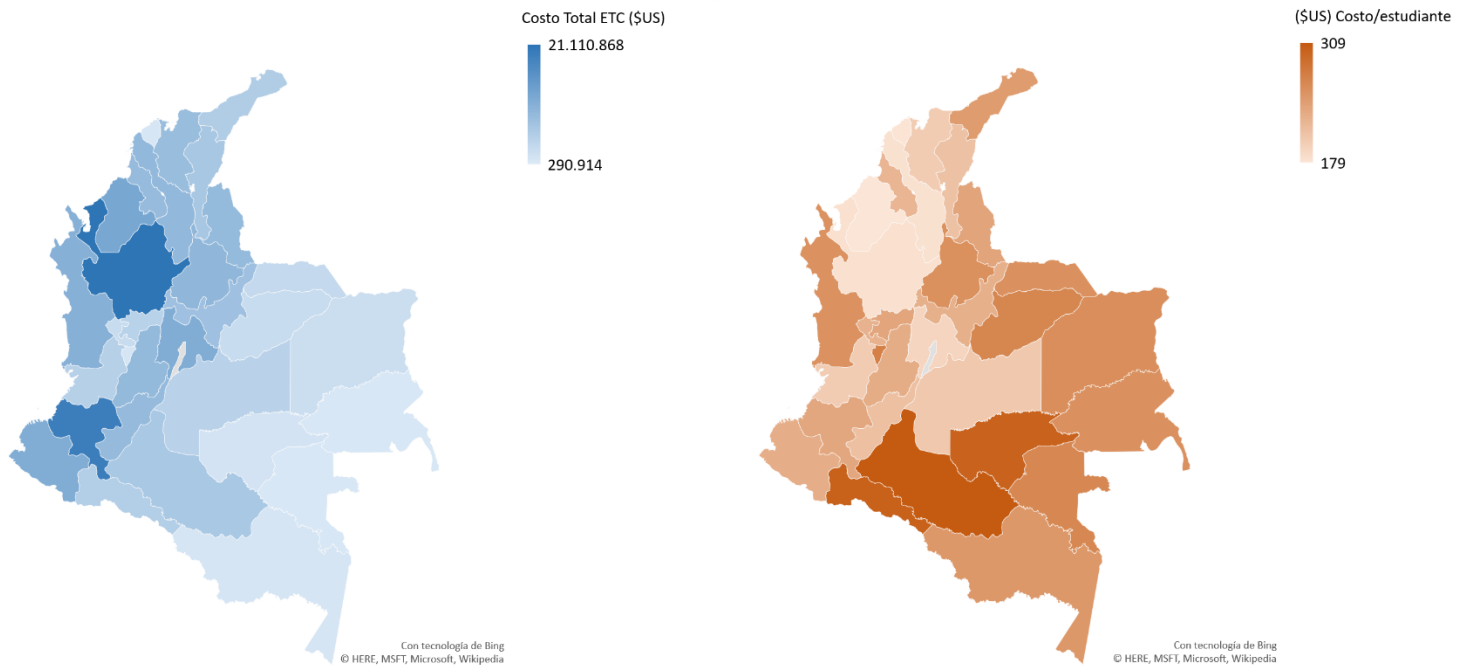 Costo Total ETC ($US)
21.110.868
290.914
Con tecnología de Bing
© HERE, MSFT, Microsoft, Wikipedia
($US) Costo/estudiante
309
179
Con tecnología de Bing
© HERE, MSFT, Microsoft, Wikipedia